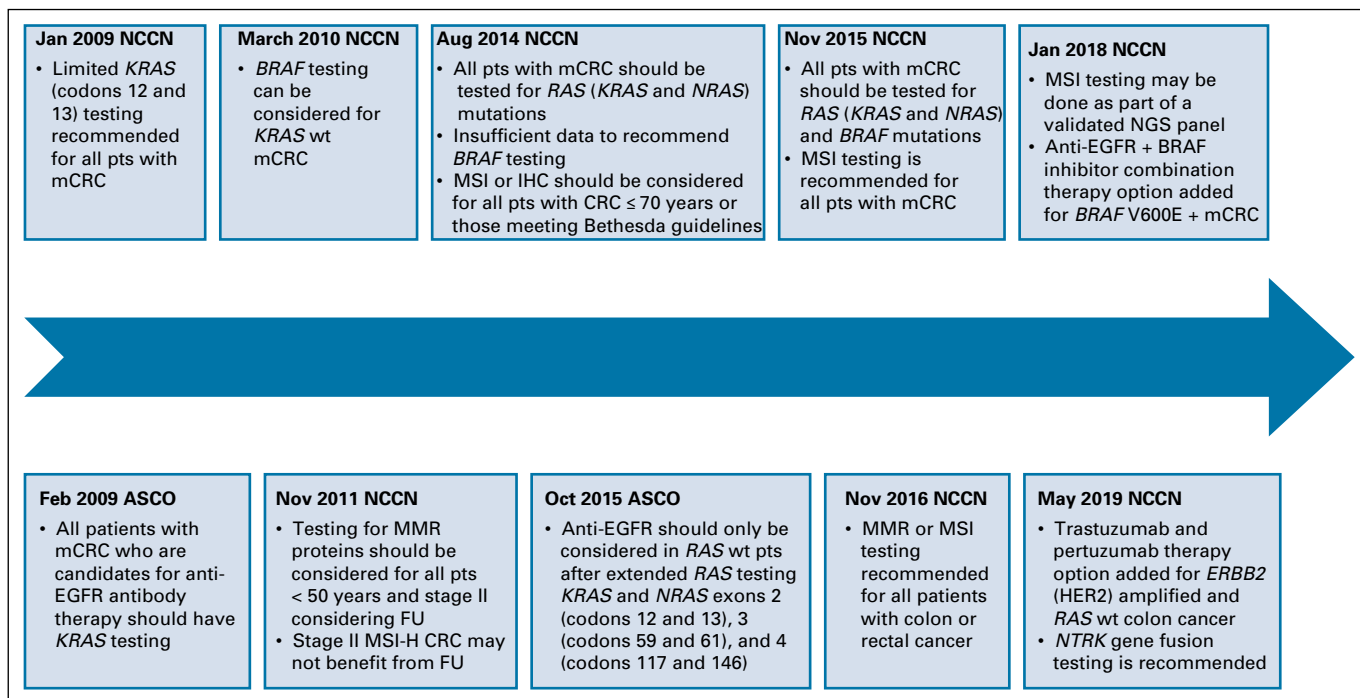 Jan 2009 NCCN
• Limited KRAS
(codons 12 and
13) testing
recommended
for all pts with
mCRC
March 2010 NCCN
• BRAF testing
can be
considered for
KRAS wt
mCRC
Aug 2014 NCCN
• All pts with mCRC should be
tested for RAS (KRAS and NRAS)
mutations
• Insufficient data to recommend
BRAF testing
• MSI or IHC should be considered
for all pts with CRC ≤ 70 years or
those meeting Bethesda guidelines
Nov 2015 NCCN
• All pts with mCRC
should be tested for
RAS (KRAS and NRAS)
and BRAF mutations
• MSI testing is
recommended for
all pts with mCRC
Jan 2018 NCCN
• MSI testing may be
done as part of a
validated NGS panel
• Anti-EGFR + BRAF
inhibitor combination
therapy option added
for BRAF V600E + mCRC
Feb 2009 ASCO
• All patients with
mCRC who are
candidates for anti-
EGFR antibody
therapy should have
KRAS testing
Nov 2011 NCCN
• Testing for MMR
proteins should be
considered for all pts
< 50 years and stage II
considering FU
• Stage II MSI-H CRC may
not benefit from FU
Oct 2015 ASCO
• Anti-EGFR should only be
considered in RAS wt pts
after extended RAS testing
KRAS and NRAS exons 2
(codons 12 and 13), 3
(codons 59 and 61), and 4
(codons 117 and 146)
Nov 2016 NCCN
• MMR or MSI
testing
recommended
for all patients
with colon or
rectal cancer
May 2019 NCCN
• Trastuzumab and
pertuzumab therapy
option added for ERBB2
(HER2) amplified and
RAS wt colon cancer
• NTRK gene fusion
testing is recommended